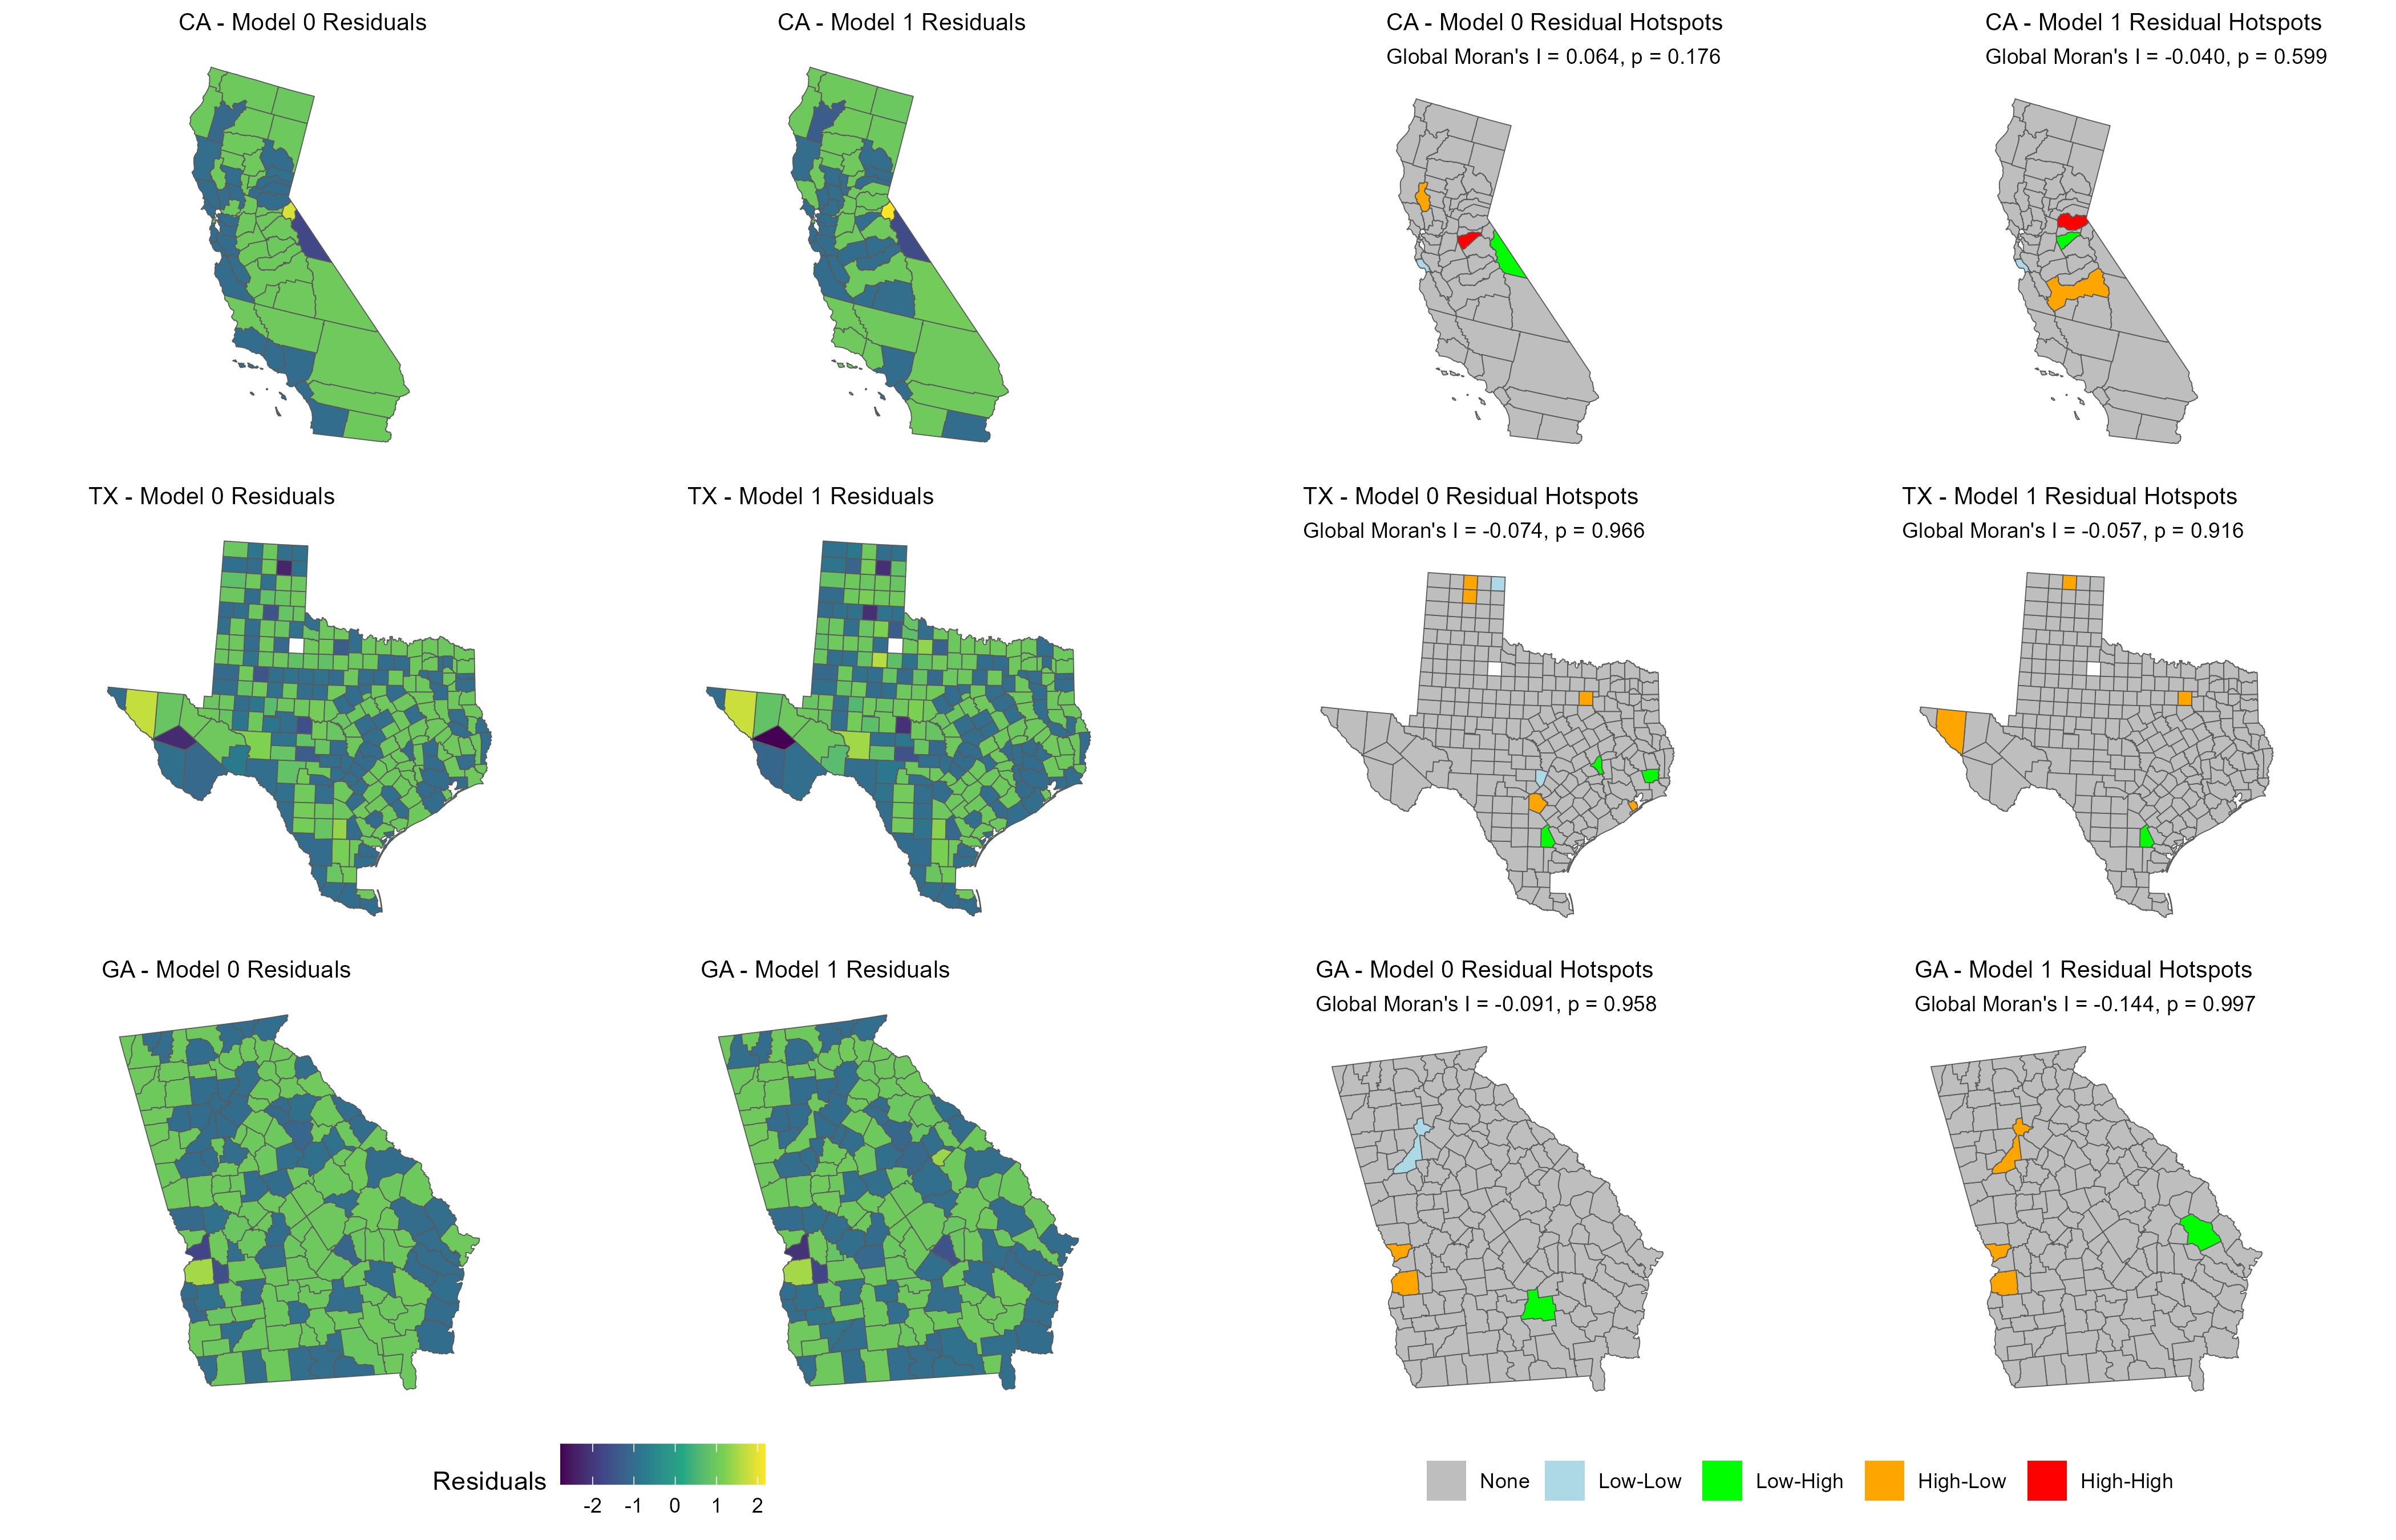 CA - Model 0 Residuals
CA - Model 1 Residuals
CA - Model 0 Residual Hotspots
Global Moran's I = 0.064, p = 0.176
CA - Model 1 Residual Hotspots
Global Moran's I = -0.040, p = 0.599
TX - Model 0 Residuals
TX - Model 1 Residuals
TX - Model 0 Residual Hotspots
Global Moran's I = -0.074, p = 0.966
TX - Model 1 Residual Hotspots
Global Moran's I = -0.057, p = 0.916
GA - Model 0 Residuals
GA - Model 1 Residuals
GA - Model 0 Residual Hotspots
Global Moran's I = -0.091, p = 0.958
GA - Model 1 Residual Hotspots
Global Moran's I = -0.144, p = 0.997
Residuals
-2 -1 0 1 2
None Low-Low Low-High High-Low High-High